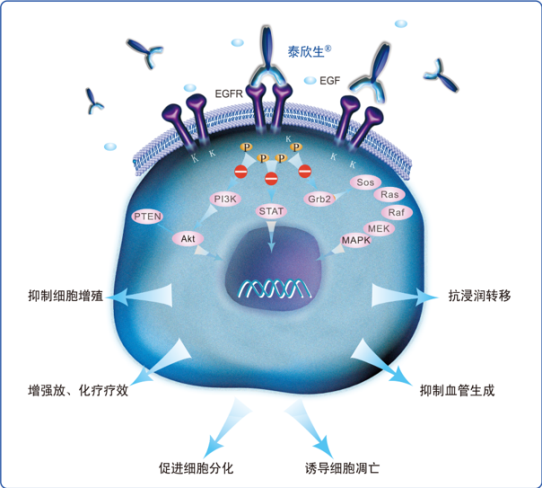 泰欣生®
EGF
EGFR
K K K K K
P P P P
PI3K
PTEN
Akt
STAT
Grb2
Sos
Ras
Raf
MEK
MAPK
抑制细胞增殖
抗浸润转移
增强放、化疗疗效
抑制血管生成
促进细胞分化
诱导细胞凋亡